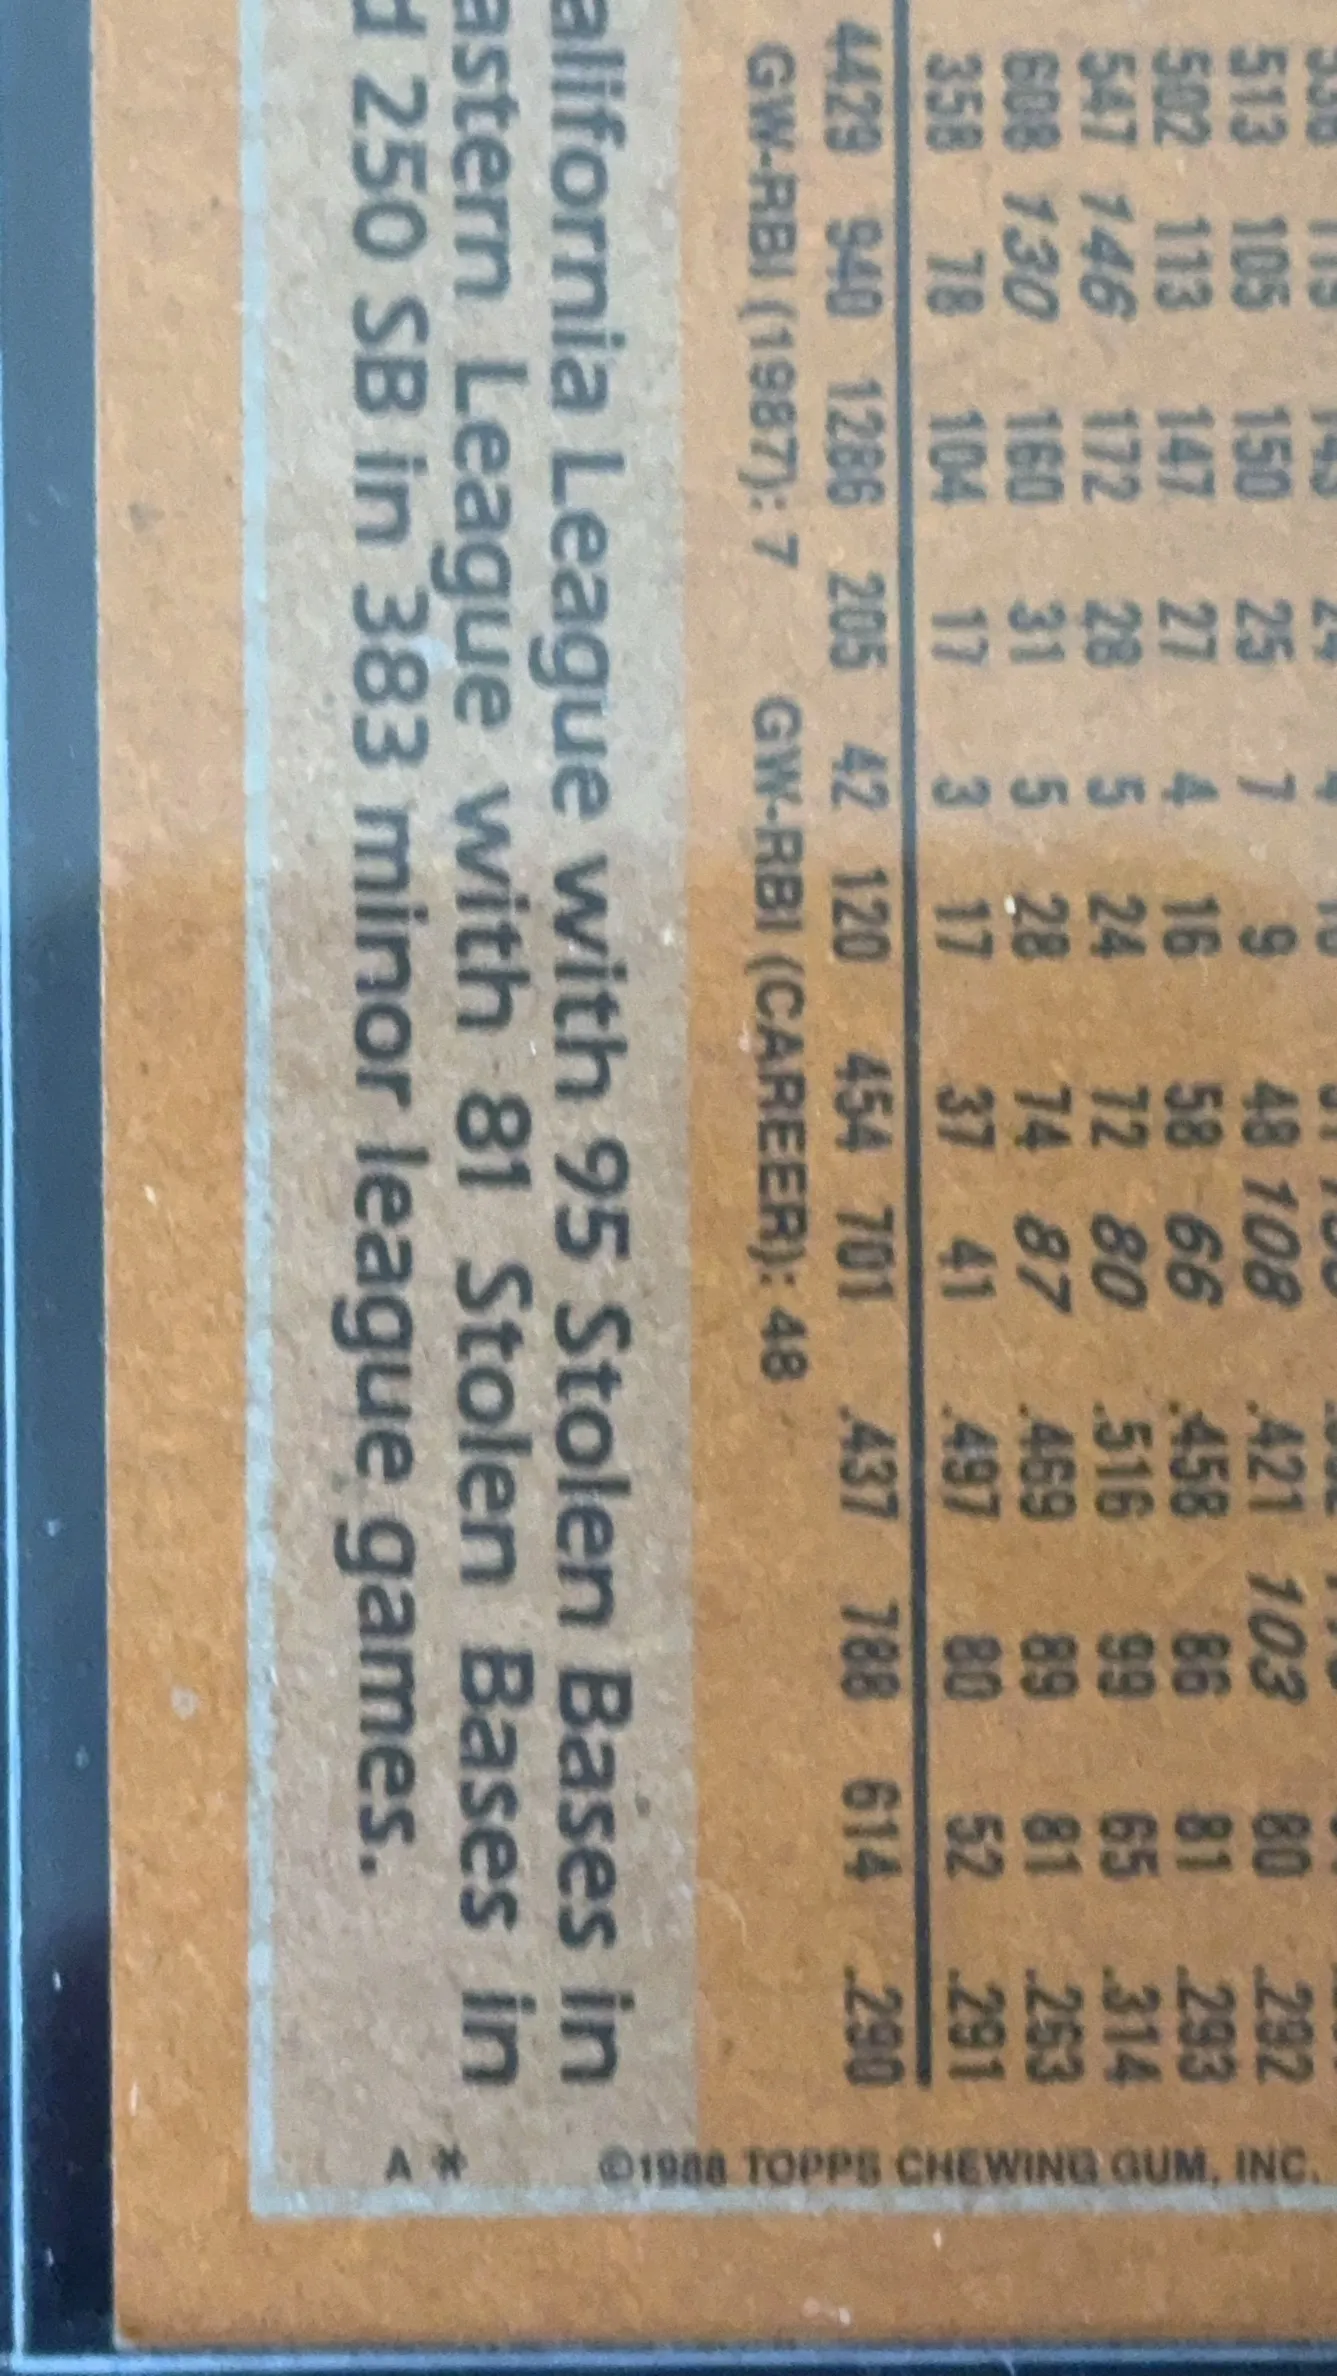 513 105 150 25 7 9 48 108 .421 103 80 .292
502 113 147 27 4 16 58 66 .458 86 81 .293
547 146 172 28 5 24 72 80 .516 99 65 .314
608 130 160 31 5 28 74 87 .469 89 81 .263
358 78 104 17 3 17 37 41 .497 80 52 .291
4429 940 1286 205 42 120 454 701 .437 788 614 .290
GW-RBI (1987): 7 GW-RBI (CAREER): 48
alifornia League with 95 Stolen Bases in
astern League with 81 Stolen Bases in
d 250 SB in 383 minor league games.
©1988 TOPPS CHEWING GUM, INC.
A *